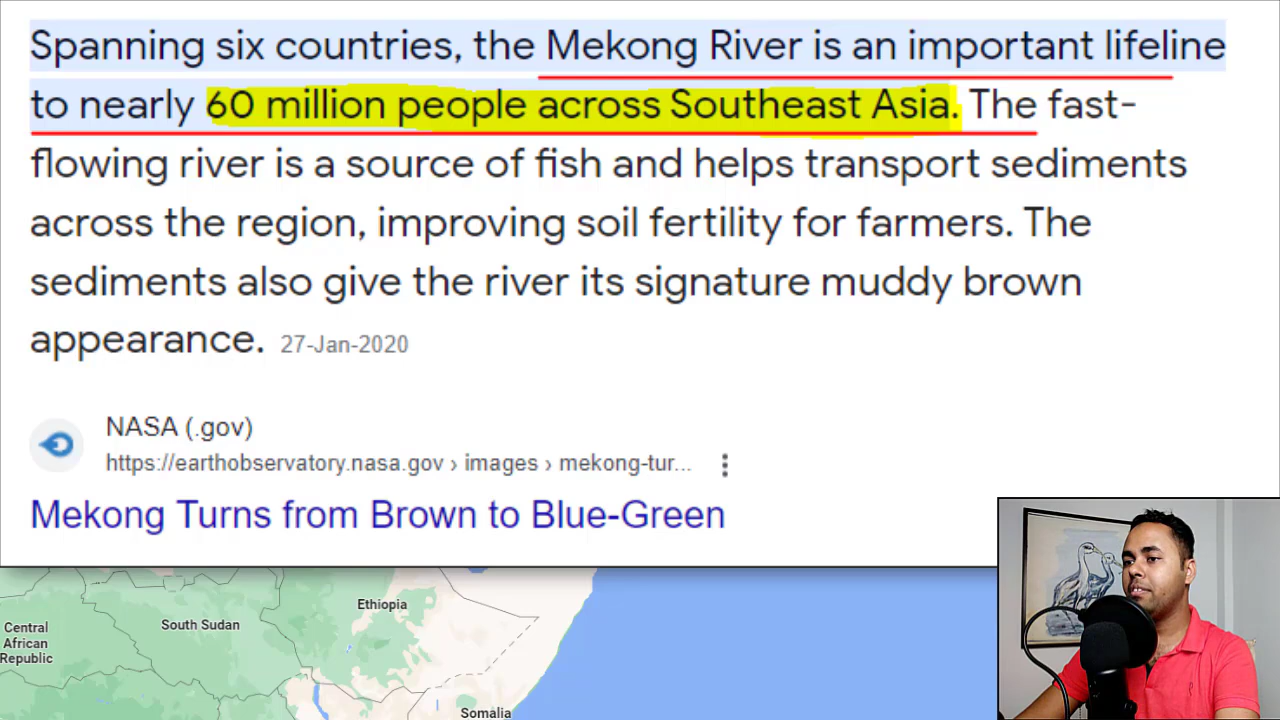 Spanning six countries, the Mekong River is an important lifeline
to nearly 60 million people across Southeast Asia. The fast-
flowing river is a source of fish and helps transport sediments
across the region, improving soil fertility for farmers. The
sediments also give the river its signature muddy brown
appearance. 27-Jan-2020
NASA (.gov)
https://earthobservatory.nasa.gov › images › mekong-tur...
Mekong Turns from Brown to Blue-Green
Ethiopia
South Sudan
Central
African
Republic
Somalia